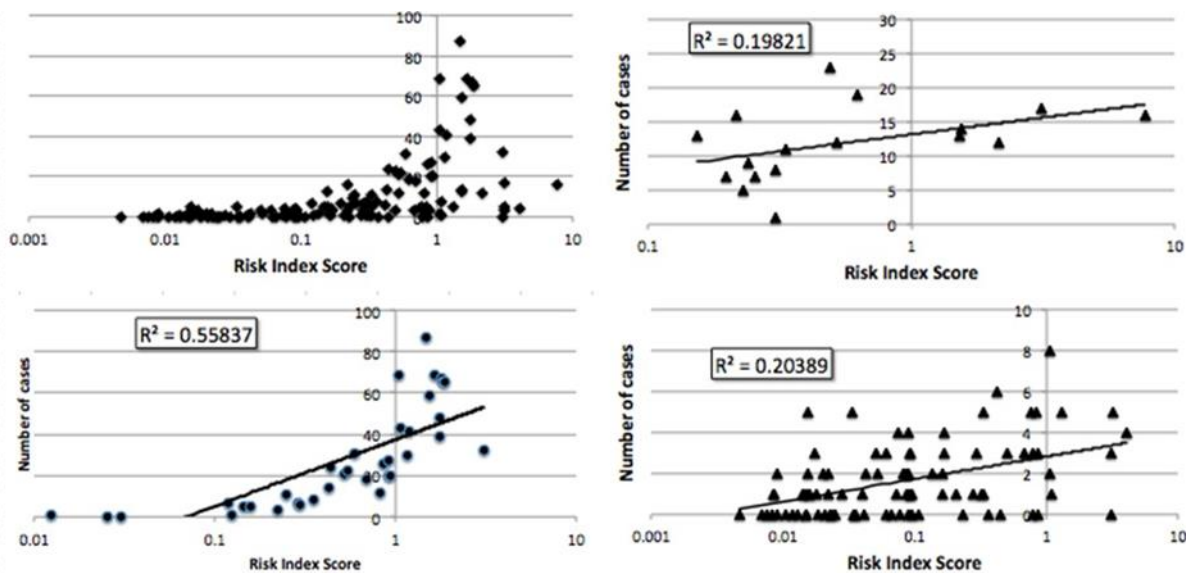 100
80
60
40
20
0
0.001 0.01 0.1 1 10
Risk Index Score
R² = 0.19821
Number of cases
30
25
20
15
10
5
0
0.1 1 10
Risk Index Score
R² = 0.55837
Number of cases
100
80
60
40
20
0
0.01 0.1 1 10
Risk Index Score
R² = 0.20389
Number of cases
10
8
6
4
2
0
0.001 0.01 0.1 1 10
Risk Index Score